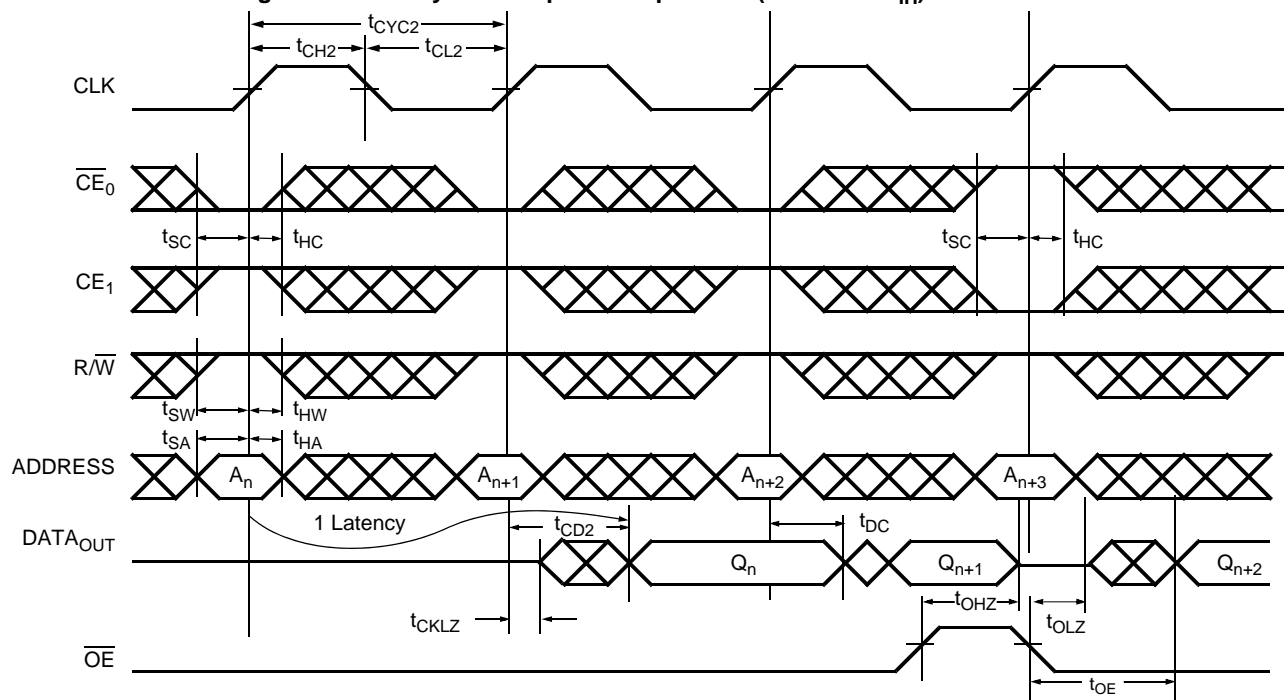 tCYC2
tCH2
tCL2
CLK
CE0
tSC
tHC
tSC
tHC
CE1
R/W
tSW
tHW
tSA
tHA
ADDRESS
An
An+1
An+2
An+3
1 Latency
tCD2
tDC
DATAOUT
Qn
Qn+1
Qn+2
tOHZ
tCKLZ
tOLZ
OE
tOE